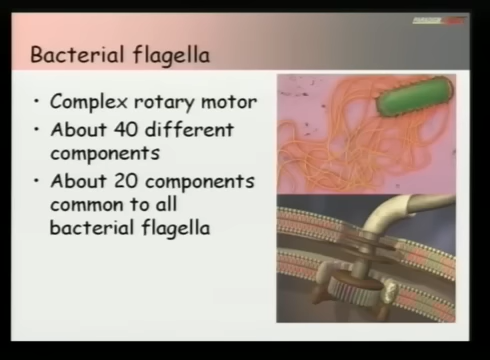 Bacterial flagella
• Complex rotary motor
• About 40 different
components
• About 20 components
common to all
bacterial flagella